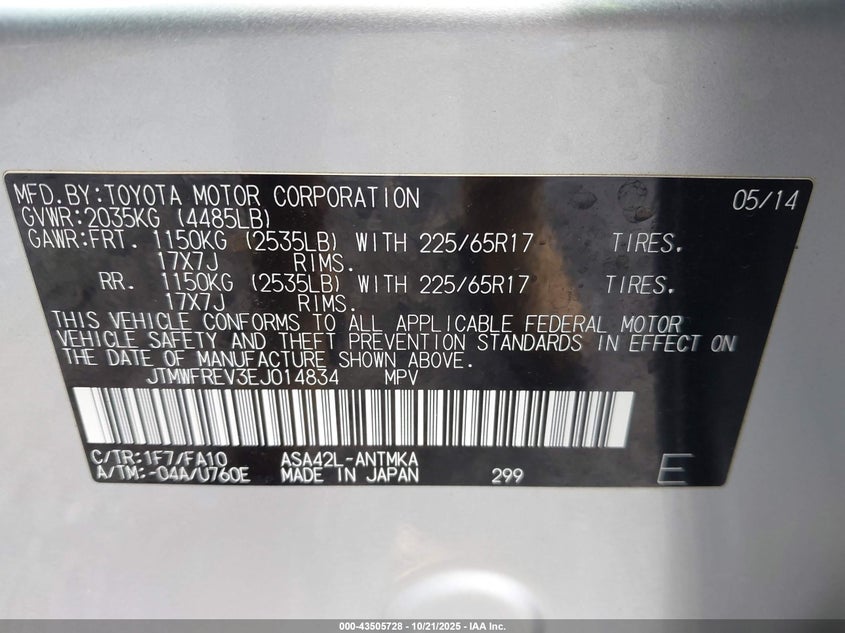 MFD.BY:TOYOTA MOTOR CORPORATION 05/14
GVWR:2035KG (4485LB)
GAWR:FRT. 1150KG (2535LB) WITH 225/65R17 TIRES.
17X7J RIMS.
RR. 1150KG (2535LB) WITH 225/65R17 TIRES.
17X7J RIMS.
THIS VEHICLE CONFORMS TO ALL APPLICABLE FEDERAL MOTOR
VEHICLE SAFETY AND THEFT PREVENTION STANDARDS IN EFFECT ON
THE DATE OF MANUFACTURE SHOWN ABOVE.
JTMWFREV3EJ014834 MPV
C/TR:1F7/FA10 ASA42L-ANTMKA
A/TM:-04A/U760E MADE IN JAPAN 299 E
000-43505728 - 10/21/2025 - IAA Inc.